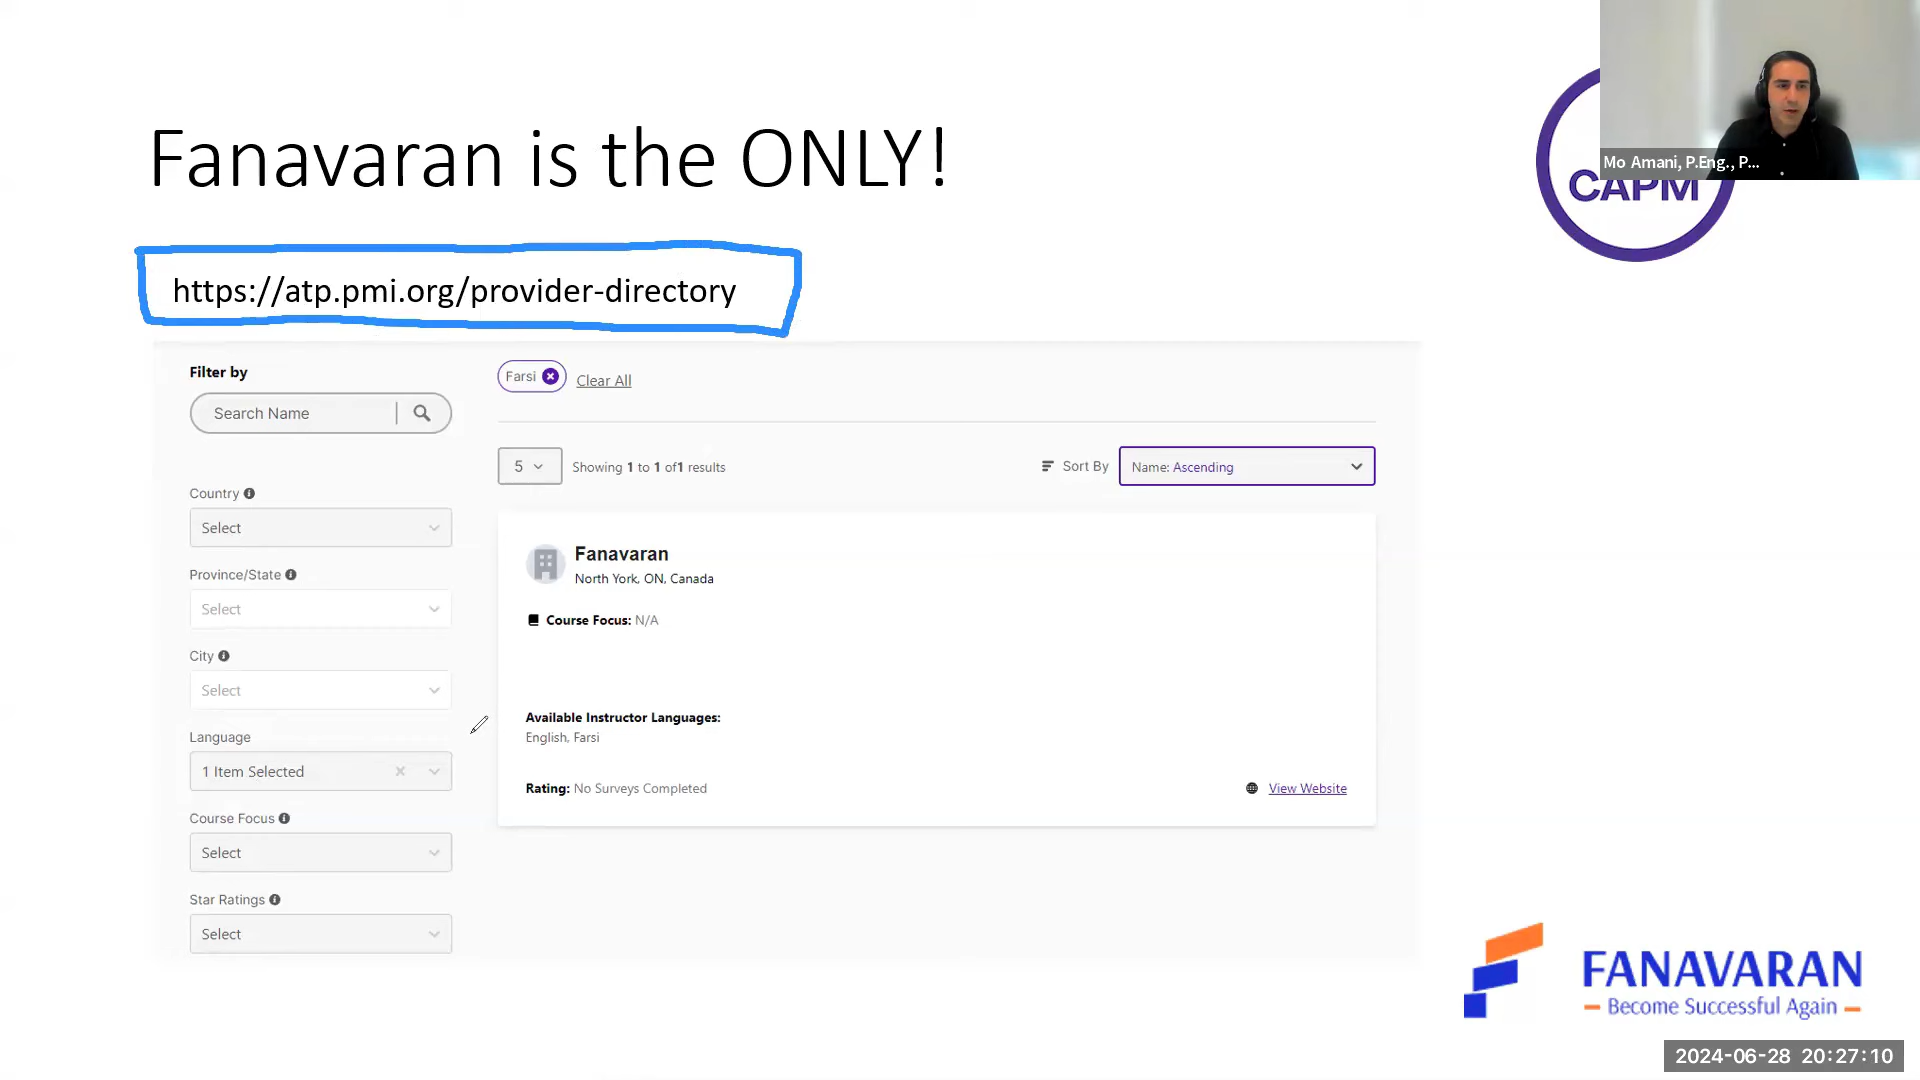 Fanavaran is the ONLY!
Mo Amani, P.Eng., P...
CAPM
https://atp.pmi.org/provider-directory
Filter by
Search Name
Farsi
Clear All
5
Showing 1 to 1 of1 results
Sort By
Name: Ascending
Country
Select
Province/State
Select
City
Select
Language
1 Item Selected
Course Focus
Select
Star Ratings
Select
Fanavaran
North York, ON, Canada
Course Focus: N/A
Available Instructor Languages:
English, Farsi
Rating: No Surveys Completed
View Website
FANAVARAN
Become Successful Again
2024-06-28 20:27:10